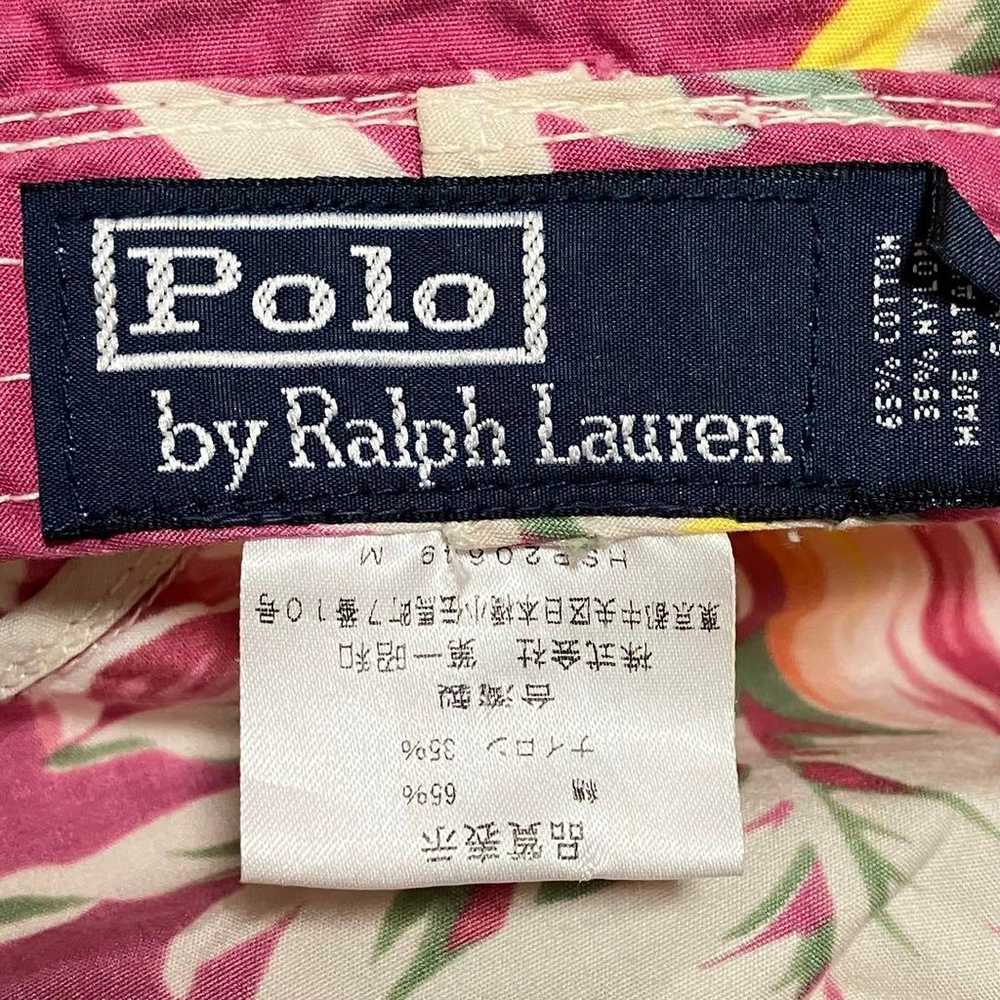 Polo
by Ralph Lauren
65% COTTON
35% NYLON
MADE IN TA
品質表示
綿 65%
ナイロン 35%
台湾製
株式会社 第一昭和
東京都中央区日本橋小伝馬町7番10号
M